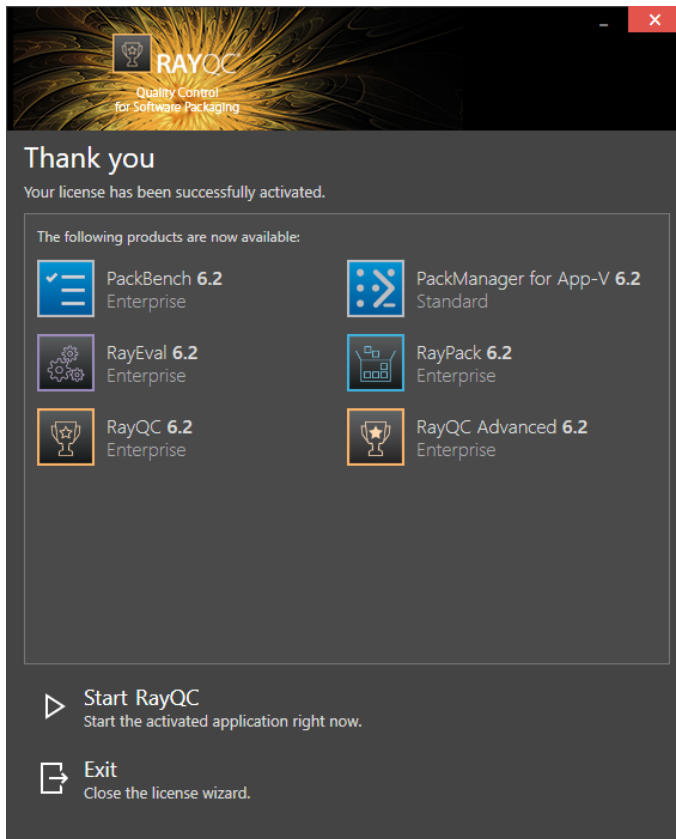 RAYQC
Quality Control
for Software Packaging
Thank you
Your license has been successfully activated.
The following products are now available:
PackBench 6.2
Enterprise
PackManager for App-V 6.2
Standard
RayEval 6.2
Enterprise
RayPack 6.2
Enterprise
RayQC 6.2
Enterprise
RayQC Advanced 6.2
Enterprise
Start RayQC
Start the activated application right now.
Exit
Close the license wizard.